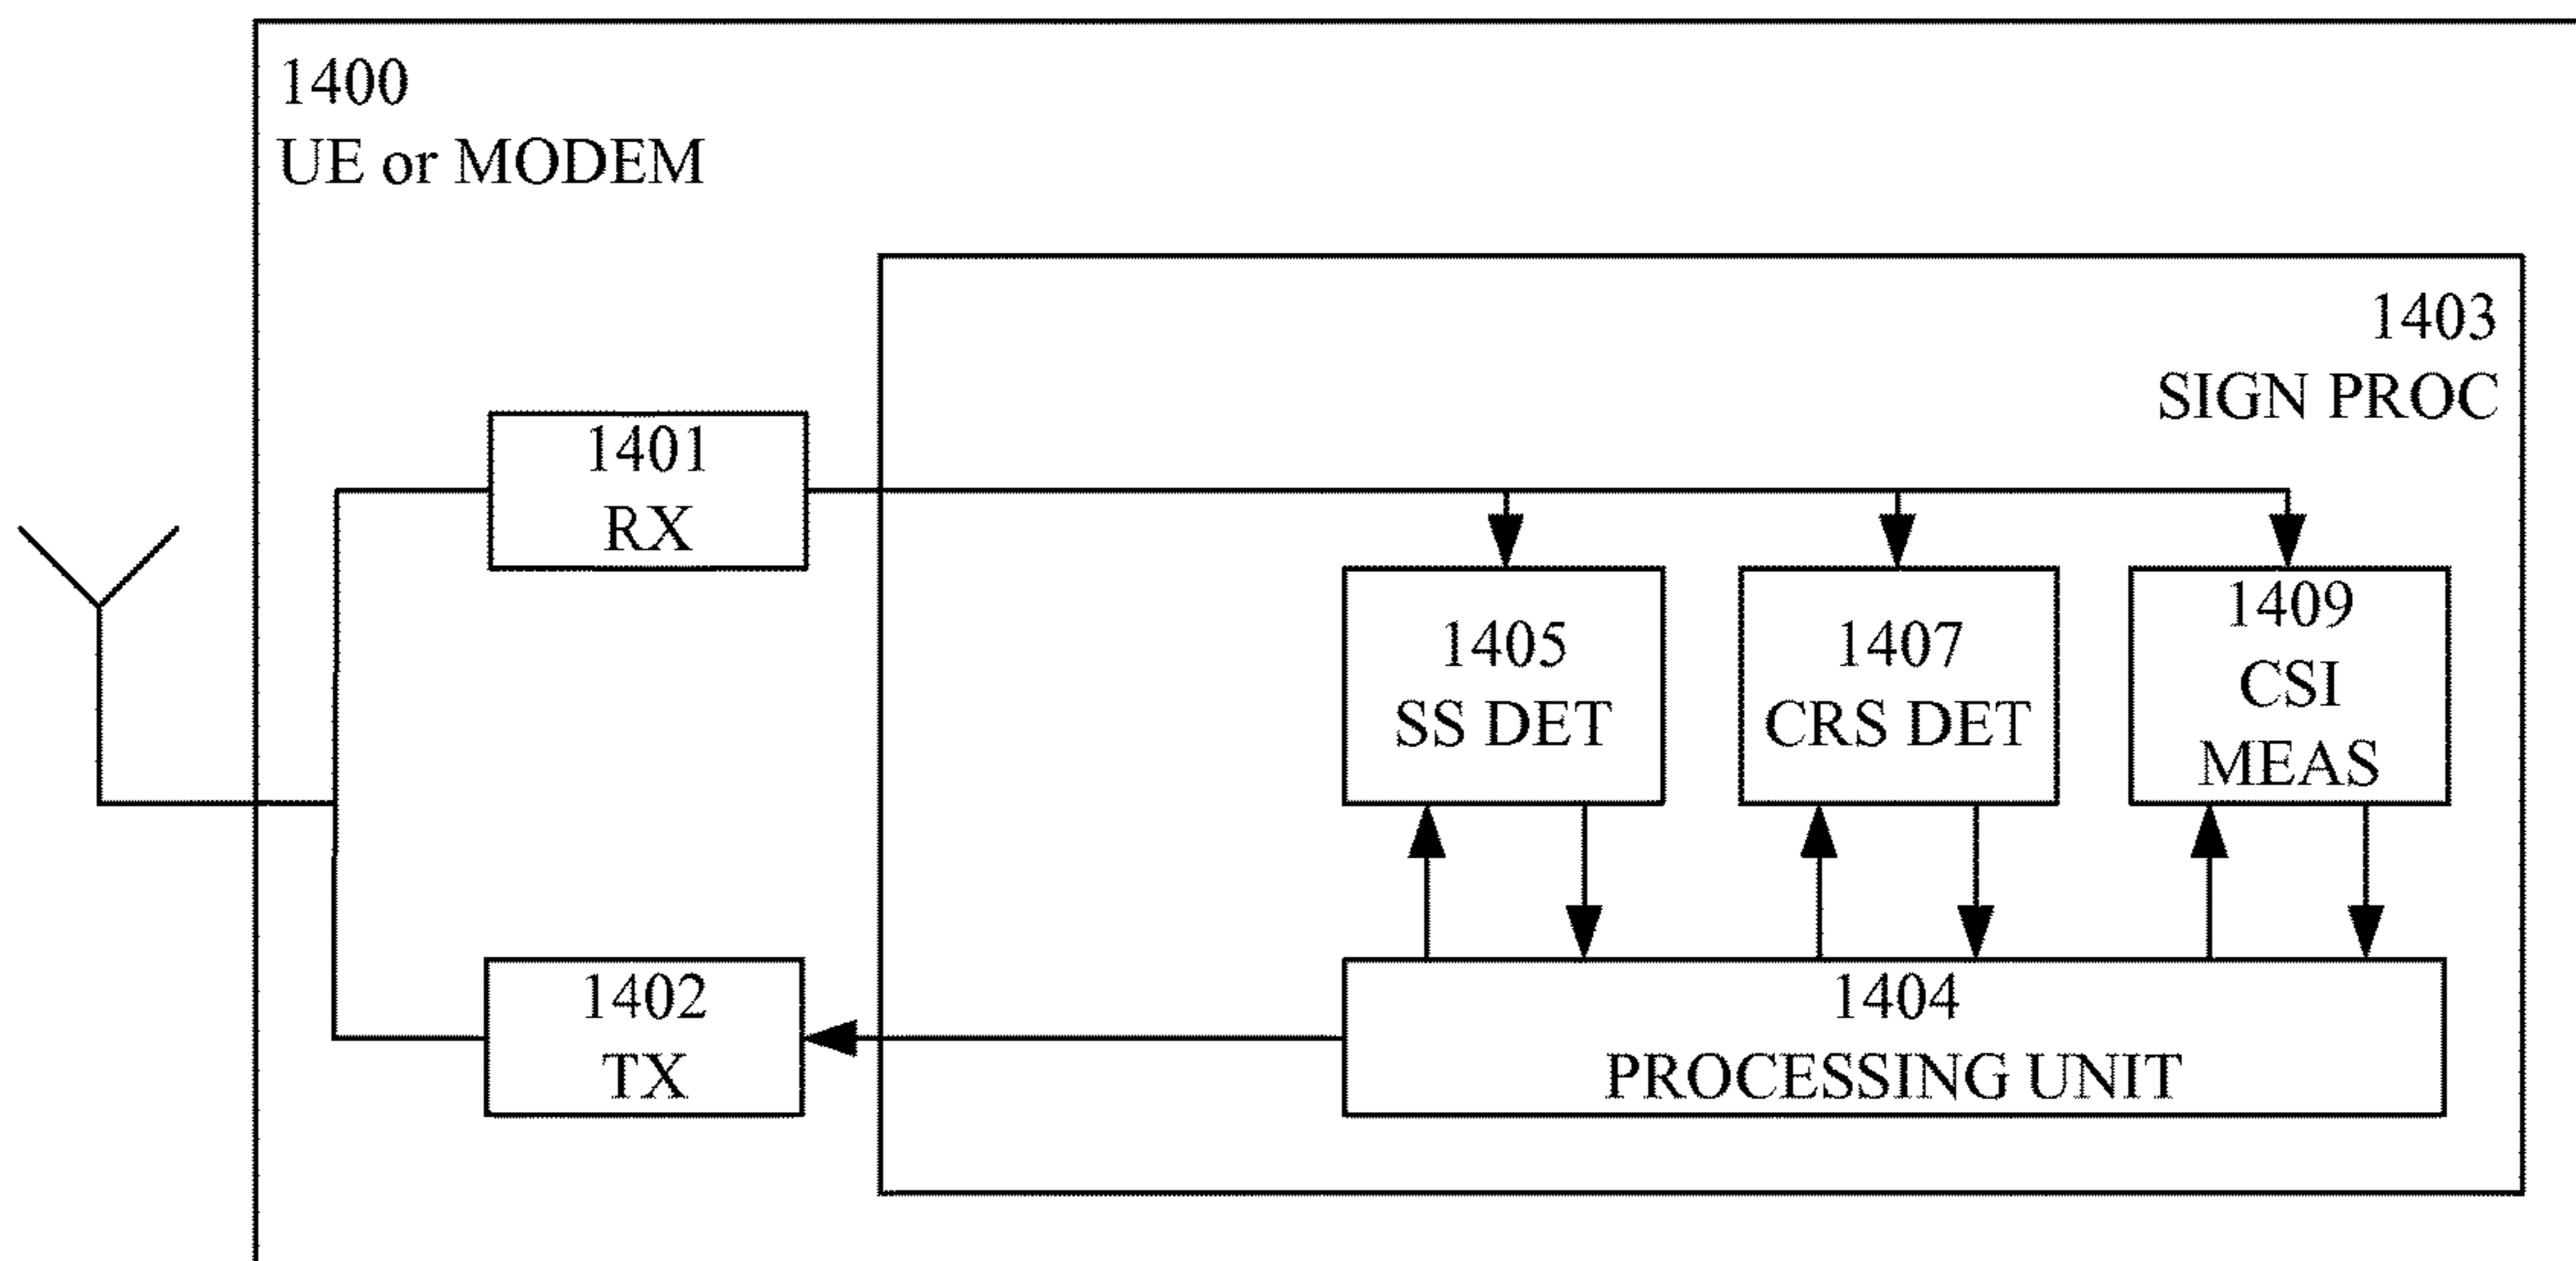 1400
UE or MODEM
1403
SIGN PROC
1401
RX
1405
SS DET
1407
CRS DET
1409
CSI
MEAS
1402
TX
1404
PROCESSING UNIT